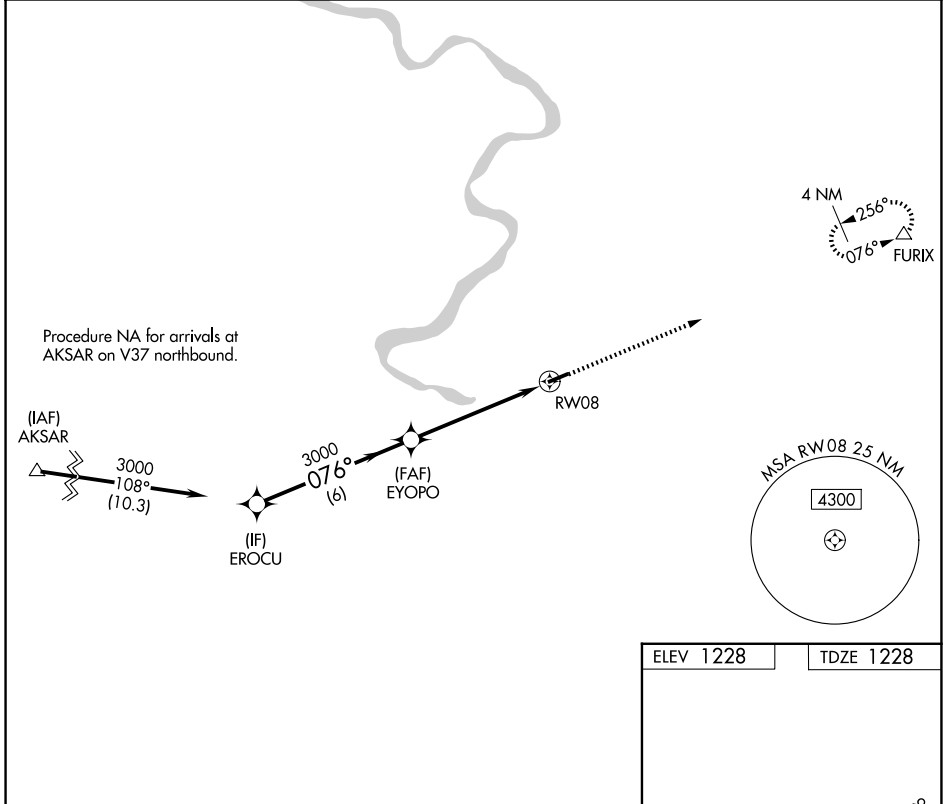 4 NM
256°
076°
FURIX
Procedure NA for arrivals at
AKSAR on V37 northbound.
RW08
(IAF)
AKSAR
3000
108°
(10.3)
3000
076°
(6)
(FAF)
EYOPO
(IF)
EROCU
MSA RW08 25 NM
4300
ELEV 1228
TDZE 1228